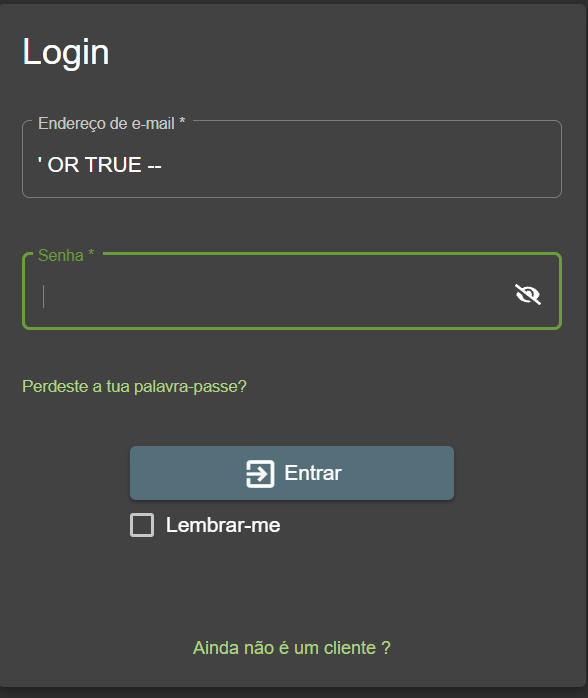 Login
Endereço de e-mail *
' OR TRUE --
Senha *
Perdeste a tua palavra-passe?
Entrar
Lembrar-me
Ainda não é um cliente ?